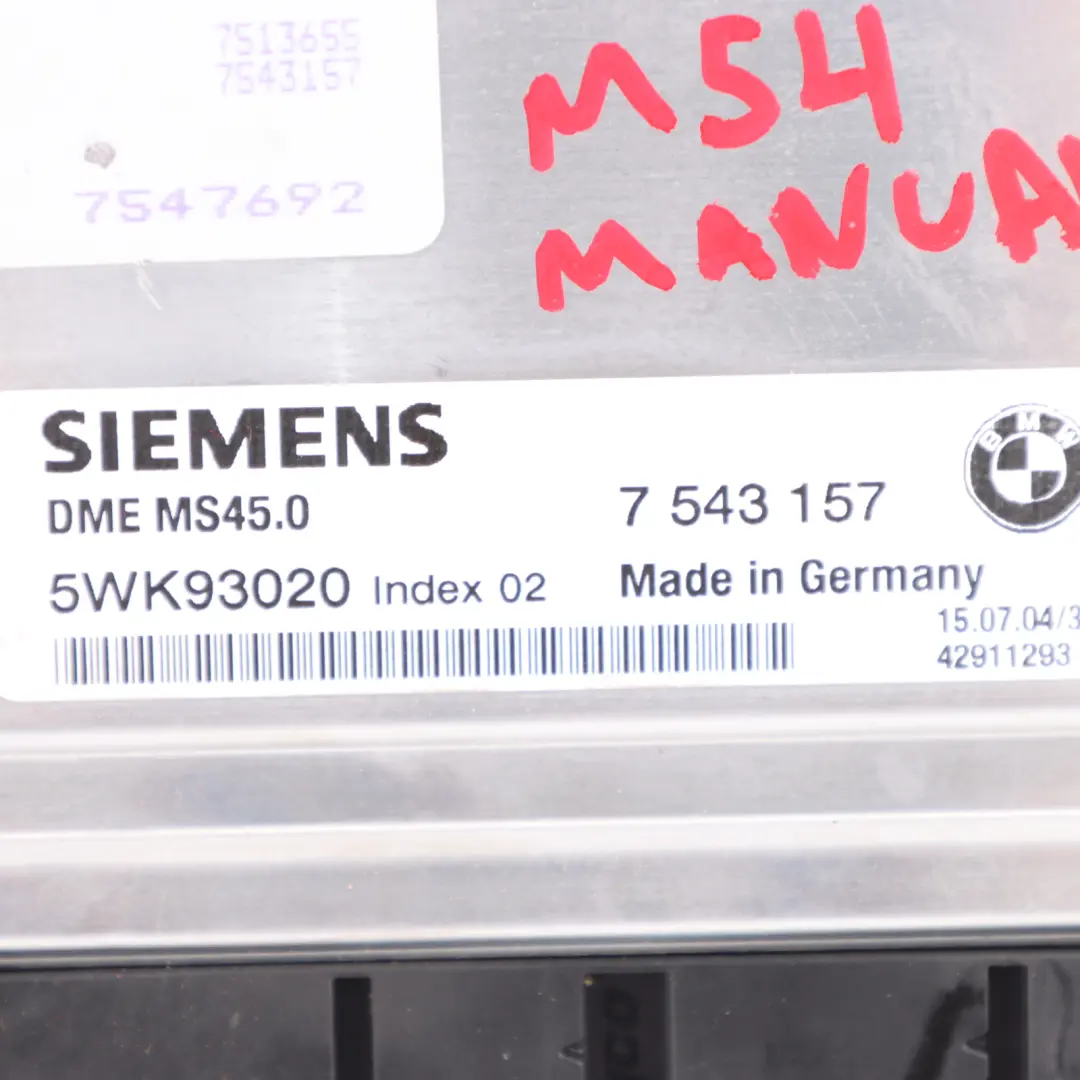 7513655
7543157
7547692
M54
MANUA
SIEMENS
DME MS45.0
7 543 157
BMW
5WK93020 Index 02
Made in Germany
15.07.04/3
42911293